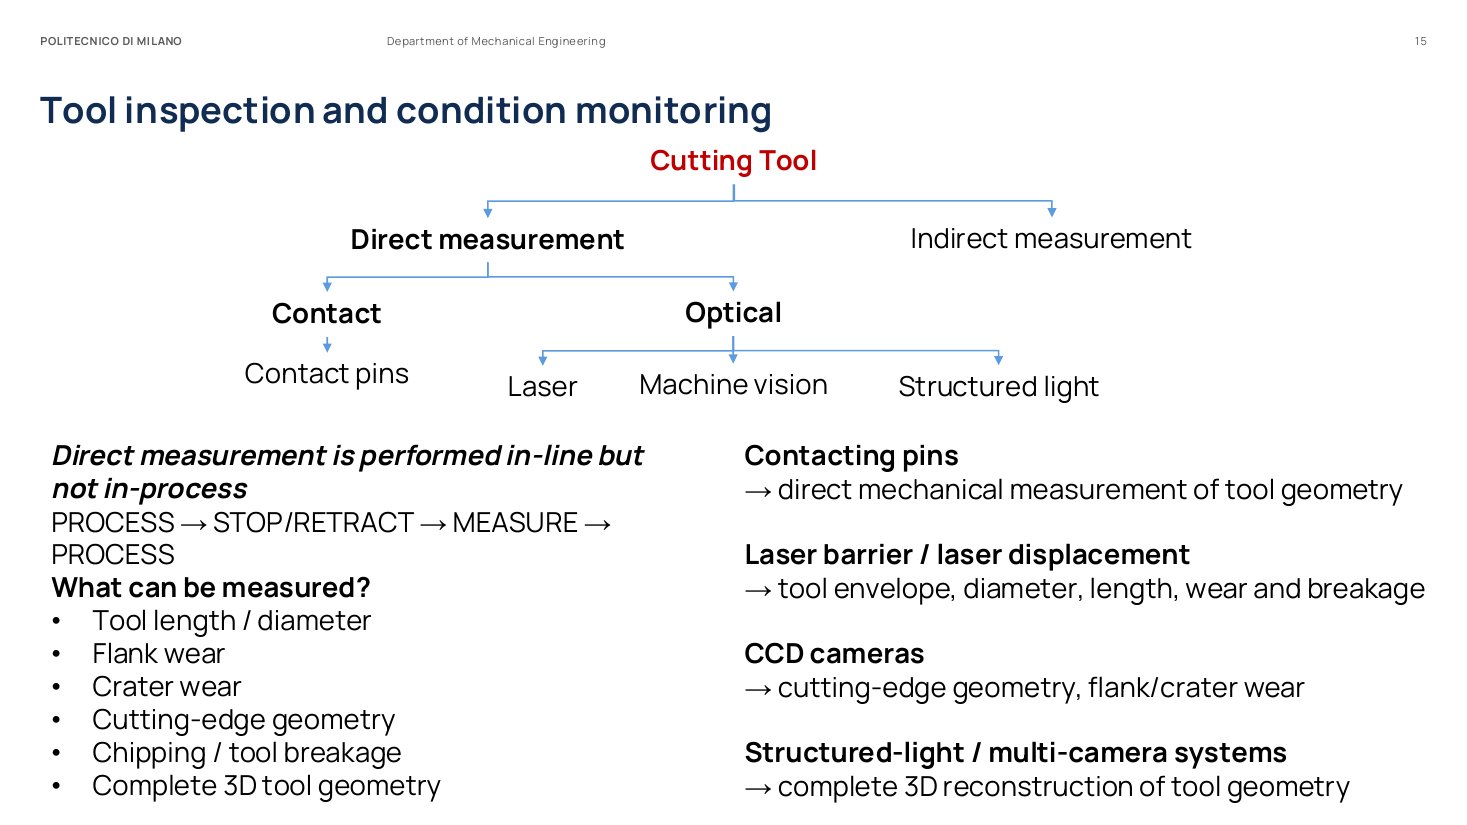 POLITECNICO DI MILANO
Department of Mechanical Engineering
15
Tool inspection and condition monitoring
Cutting Tool
Direct measurement
Indirect measurement
Contact
Optical
Contact pins
Laser
Machine vision
Structured light
Direct measurement is performed in-line but
not in-process
PROCESS → STOP/RETRACT → MEASURE →
PROCESS
What can be measured?
• Tool length / diameter
• Flank wear
• Crater wear
• Cutting-edge geometry
• Chipping / tool breakage
• Complete 3D tool geometry
Contacting pins
→ direct mechanical measurement of tool geometry
Laser barrier / laser displacement
→ tool envelope, diameter, length, wear and breakage
CCD cameras
→ cutting-edge geometry, flank/crater wear
Structured-light / multi-camera systems
→ complete 3D reconstruction of tool geometry